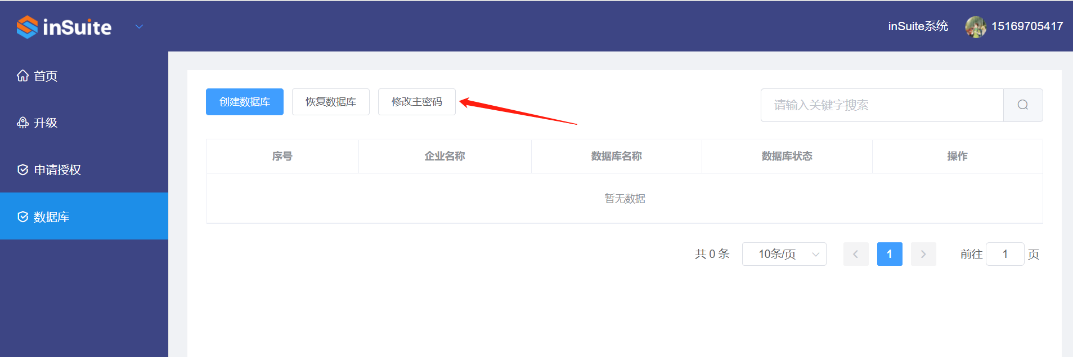 inSuite
inSuite系统
15169705417
首页
升级
申请授权
数据库
创建数据库
恢复数据库
修改主密码
请输入关键字搜索
序号
企业名称
数据库名称
数据库状态
操作
暂无数据
共 0 条
10条/页
1
前往 1 页